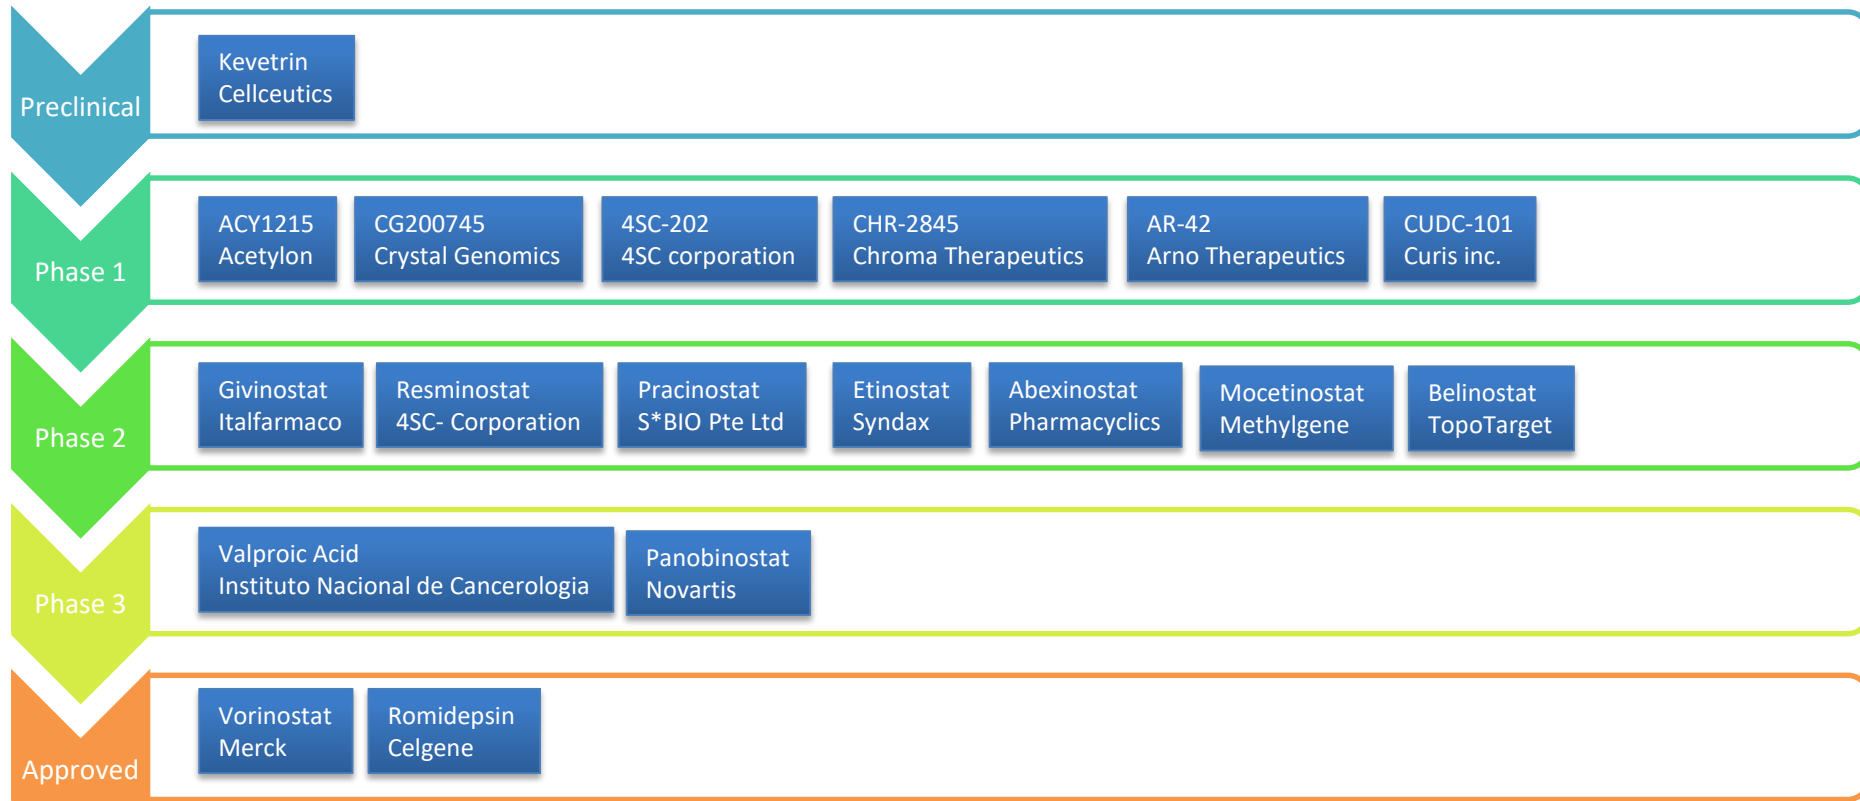 Preclinical
Kevetrin
Cellceutics
Phase 1
ACY1215
Acetylon
CG200745
Crystal Genomics
4SC-202
4SC corporation
CHR-2845
Chroma Therapeutics
AR-42
Arno Therapeutics
CUDC-101
Curis inc.
Phase 2
Givinostat
Italfarmaco
Resminostat
4SC- Corporation
Pracinostat
S*BIO Pte Ltd
Etinostat
Syndax
Abexinostat
Pharmacyclics
Mocetinostat
Methylgene
Belinostat
TopoTarget
Phase 3
Valproic Acid
Instituto Nacional de Cancerologia
Panobinostat
Novartis
Approved
Vorinostat
Merck
Romidepsin
Celgene